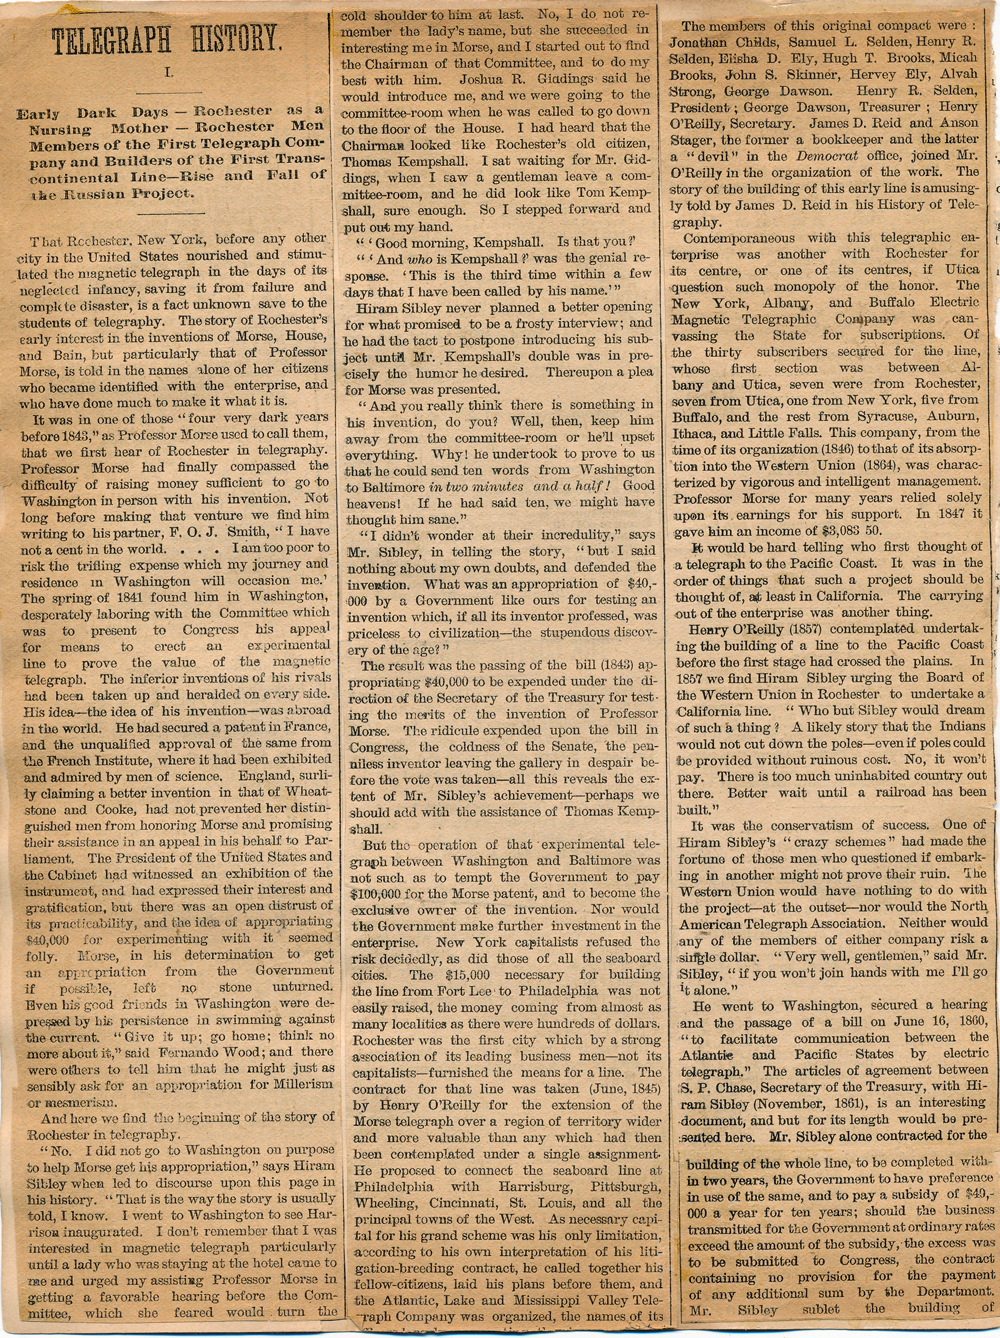 TELEGRAPH HISTORY.
I.
Early Dark Days — Rochester as a
Nursing Mother — Rochester Men
Members of the First Telegraph Com-
pany and Builders of the First Trans-
continental Line—Rise and Fall of
the Russian Project.
That Rochester, New York, before any other
city in the United States nourished and stimu-
lated the magnetic telegraph in the days of its
neglected infancy, saving it from failure and
complete disaster, is a fact unknown save to the
students of telegraphy. The story of Rochester's
early interest in the inventions of Morse, House,
and Bain, but particularly that of Professor
Morse, is told in the names alone of her citizens
who became identified with the enterprise, and
who have done much to make it what it is.
It was in one of those "four very dark years
before 1843," as Professor Morse used to call them,
that we first hear of Rochester in telegraphy.
Professor Morse had finally compassed the
difficulty of raising money sufficient to go to
Washington in person with his invention. Not
long before making that venture we find him
writing to his partner, F. O. J. Smith, "I have
not a cent in the world. . . . I am too poor to
risk the trifling expense which my journey and
residence in Washington will occasion me.'
The spring of 1841 found him in Washington,
desperately laboring with the Committee which
was to present to Congress his appeal
for means to erect an experimental
line to prove the value of the magnetic
telegraph. The inferior inventions of his rivals
had been taken up and heralded on every side.
His idea—the idea of his invention—was abroad
in the world. He had secured a patent in France,
and the unqualified approval of the same from
the French Institute, where it had been exhibited
and admired by men of science. England, surli-
ly claiming a better invention in that of Wheat-
stone and Cooke, had not prevented her distin-
guished men from honoring Morse and promising
their assistance in an appeal in his behalf to Par-
liament. The President of the United States and
the Cabinet had witnessed an exhibition of the
instrument, and had expressed their interest and
gratification, but there was an open distrust of
its practicability, and the idea of appropriating
$40,000 for experimenting with it seemed
folly. Morse, in his determination to get
an appropriation from the Government
if possible, left no stone unturned.
Even his good friends in Washington were de-
pressed by his persistence in swimming against
the current. "Give it up; go home; think no
more about it," said Fernando Wood; and there
were others to tell him that he might just as
sensibly ask for an appropriation for Millerism
or mesmerism.
And here we find the beginning of the story of
Rochester in telegraphy.
"No. I did not go to Washington on purpose
to help Morse get his appropriation," says Hiram
Sibley when led to discourse upon this page in
his history. "That is the way the story is usually
told, I know. I went to Washington to see Har-
rison inaugurated. I don't remember that I was
interested in magnetic telegraph particularly
until a lady who was staying at the hotel came to
me and urged my assisting Professor Morse in
getting a favorable hearing before the Com-
mittee, which she feared would turn the
cold shoulder to him at last. No, I do not re-
member the lady's name, but she succeeded in
interesting me in Morse, and I started out to find
the Chairman of that Committee, and to do my
best with him. Joshua R. Giddings said he
would introduce me, and we were going to the
committee-room when he was called to go down
to the floor of the House. I had heard that the
Chairman looked like Rochester's old citizen,
Thomas Kempshall. I sat waiting for Mr. Gid-
dings, when I saw a gentleman leave a com-
mittee-room, and he did look like Tom Kemp-
shall, sure enough. So I stepped forward and
put out my hand.
"'Good morning, Kempshall. Is that you?'
"'And who is Kempshall?' was the genial re-
sponse. 'This is the third time within a few
days that I have been called by his name.'"
Hiram Sibley never planned a better opening
for what promised to be a frosty interview; and
he had the tact to postpone introducing his sub-
ject until Mr. Kempshall's double was in pre-
cisely the humor he desired. Thereupon a plea
for Morse was presented.
"And you really think there is something in
his invention, do you? Well, then, keep him
away from the committee-room or he'll upset
everything. Why! he undertook to prove to us
that he could send ten words from Washington
to Baltimore in two minutes and a half! Good
heavens! If he had said ten, we might have
thought him sane."
"I didn't wonder at their incredulity," says
Mr. Sibley, in telling the story, "but I said
nothing about my own doubts, and defended the
invention. What was an appropriation of $40,-
000 by a Government like ours for testing an
invention which, if all its inventor professed, was
priceless to civilization—the stupendous discov-
ery of the age?"
The result was the passing of the bill (1843) ap-
propriating $40,000 to be expended under the di-
rection of the Secretary of the Treasury for test-
ing the merits of the invention of Professor
Morse. The ridicule expended upon the bill in
Congress, the coldness of the Senate, the pen-
niless inventor leaving the gallery in despair be-
fore the vote was taken—all this reveals the ex-
tent of Mr. Sibley's achievement—perhaps we
should add with the assistance of Thomas Kemp-
shall.
But the operation of that experimental tele-
graph between Washington and Baltimore was
not such as to tempt the Government to pay
$100,000 for the Morse patent, and to become the
exclusive owner of the invention. Nor would
the Government make further investment in the
enterprise. New York capitalists refused the
risk decidedly, as did those of all the seaboard
cities. The $15,000 necessary for building
the line from Fort Lee to Philadelphia was not
easily raised, the money coming from almost as
many localities as there were hundreds of dollars.
Rochester was the first city which by a strong
association of its leading business men—not its
capitalists—furnished the means for a line. The
contract for that line was taken (June, 1845)
by Henry O'Reilly for the extension of the
Morse telegraph over a region of territory wider
and more valuable than any which had then
been contemplated under a single assignment.
He proposed to connect the seaboard line at
Philadelphia with Harrisburg, Pittsburgh,
Wheeling, Cincinnati, St. Louis, and all the
principal towns of the West. As necessary capi-
tal for his grand scheme was his only limitation,
according to his own interpretation of his liti-
gation-breeding contract, he called together his
fellow-citizens, laid his plans before them, and
the Atlantic, Lake and Mississippi Valley Tele-
graph Company was organized, the names of its
The members of this original compact were:
Jonathan Childs, Samuel L. Selden, Henry R.
Selden, Elisha D. Ely, Hugh T. Brooks, Micah
Brooks, John S. Skinner, Hervey Ely, Alvah
Strong, George Dawson. Henry R. Selden,
President; George Dawson, Treasurer; Henry
O'Reilly, Secretary. James D. Reid and Anson
Stager, the former a bookkeeper and the latter
a "devil" in the Democrat office, joined Mr.
O'Reilly in the organization of the work. The
story of the building of this early line is amusing-
ly told by James D. Reid in his History of Tele-
graphy.
Contemporaneous with this telegraphic en-
terprise was another with Rochester for
its centre, or one of its centres, if Utica
question such monopoly of the honor. The
New York, Albany, and Buffalo Electric
Magnetic Telegraphic Company was can-
vassing the State for subscriptions. Of
the thirty subscribers secured for the line,
whose first section was between Al-
bany and Utica, seven were from Rochester,
seven from Utica, one from New York, five from
Buffalo, and the rest from Syracuse, Auburn,
Ithaca, and Little Falls. This company, from the
time of its organization (1846) to that of its absorp-
tion into the Western Union (1864), was charac-
terized by vigorous and intelligent management.
Professor Morse for many years relied solely
upon its earnings for his support. In 1847 it
gave him an income of $3,083 50.
It would be hard telling who first thought of
a telegraph to the Pacific Coast. It was in the
order of things that such a project should be
thought of, at least in California. The carrying
out of the enterprise was another thing.
Henry O'Reilly (1857) contemplated undertak-
ing the building of a line to the Pacific Coast
before the first stage had crossed the plains. In
1857 we find Hiram Sibley urging the Board of
the Western Union in Rochester to undertake a
California line. "Who but Sibley would dream
of such a thing? A likely story that the Indians
would not cut down the poles—even if poles could
be provided without ruinous cost. No, it won't
pay. There is too much uninhabited country out
there. Better wait until a railroad has been
built."
It was the conservatism of success. One of
Hiram Sibley's "crazy schemes" had made the
fortune of those men who questioned if embark-
ing in another might not prove their ruin. The
Western Union would have nothing to do with
the project—at the outset—nor would the North
American Telegraph Association. Neither would
any of the members of either company risk a
single dollar. "Very well, gentlemen," said Mr.
Sibley, "if you won't join hands with me I'll go
it alone."
He went to Washington, secured a hearing
and the passage of a bill on June 16, 1860,
"to facilitate communication between the
Atlantic and Pacific States by electric
telegraph." The articles of agreement between
S. P. Chase, Secretary of the Treasury, with Hi-
ram Sibley (November, 1861), is an interesting
document, and but for its length would be pre-
sented here. Mr. Sibley alone contracted for the
building of the whole line, to be completed with-
in two years, the Government to have preference
in use of the same, and to pay a subsidy of $40,-
000 a year for ten years; should the business
transmitted for the Government at ordinary rates
exceed the amount of the subsidy, the excess was
to be submitted to Congress, the contract
containing no provision for the payment
of any additional sum by the Department.
Mr. Sibley sublet the building of